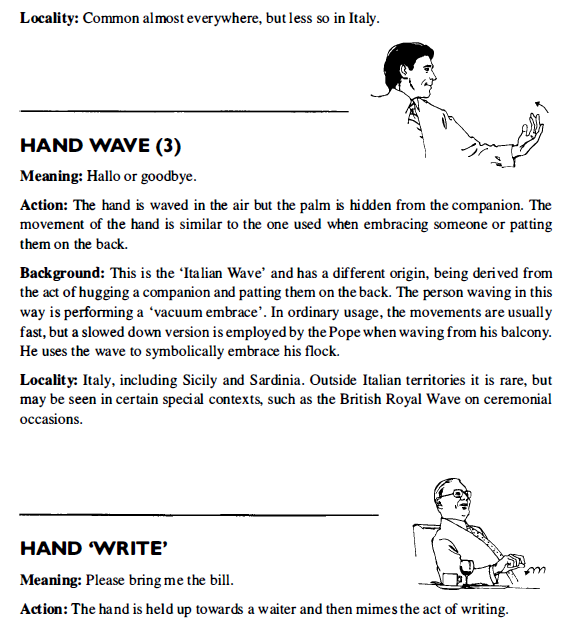 Locality: Common almost everywhere, but less so in Italy.
HAND WAVE (3)
Meaning: Hallo or goodbye.
Action: The hand is waved in the air but the palm is hidden from the companion. The
movement of the hand is similar to the one used when embracing someone or patting
them on the back.
Background: This is the ‘Italian Wave’ and has a different origin, being derived from
the act of hugging a companion and patting them on the back. The person waving in this
way is performing a ‘vacuum embrace’. In ordinary usage, the movements are usually
fast, but a slowed down version is employed by the Pope when waving from his balcony.
He uses the wave to symbolically embrace his flock.
Locality: Italy, including Sicily and Sardinia. Outside Italian territories it is rare, but
may be seen in certain special contexts, such as the British Royal Wave on ceremonial
occasions.
HAND ‘WRITE’
Meaning: Please bring me the bill.
Action: The hand is held up towards a waiter and then mimes the act of writing.